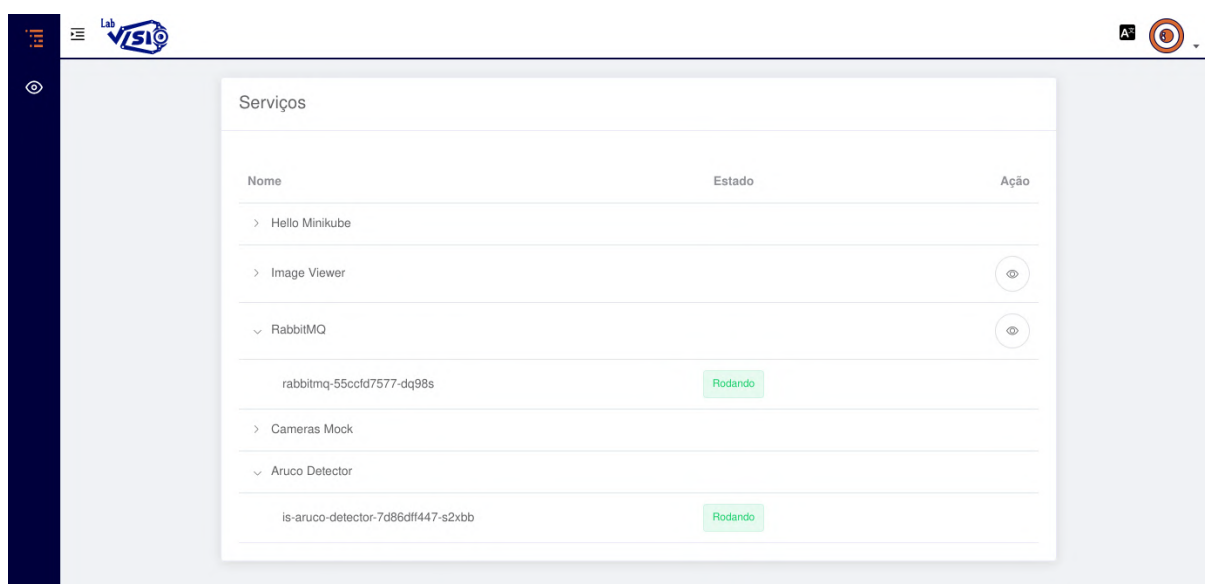 Lab
VISIO
Serviços
Nome Estado Ação
Hello Minikube
Image Viewer
RabbitMQ
rabbitmq-55ccfd7577-dq98s Rodando
Cameras Mock
Aruco Detector
is-aruco-detector-7d86dff447-s2xbb Rodando